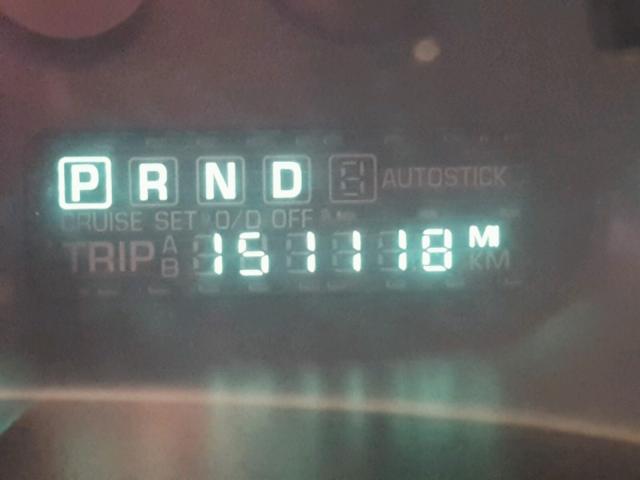 P R N D AUTOSTICK
CRUISE SET O/D OFF
TRIP A B 151118 M KM